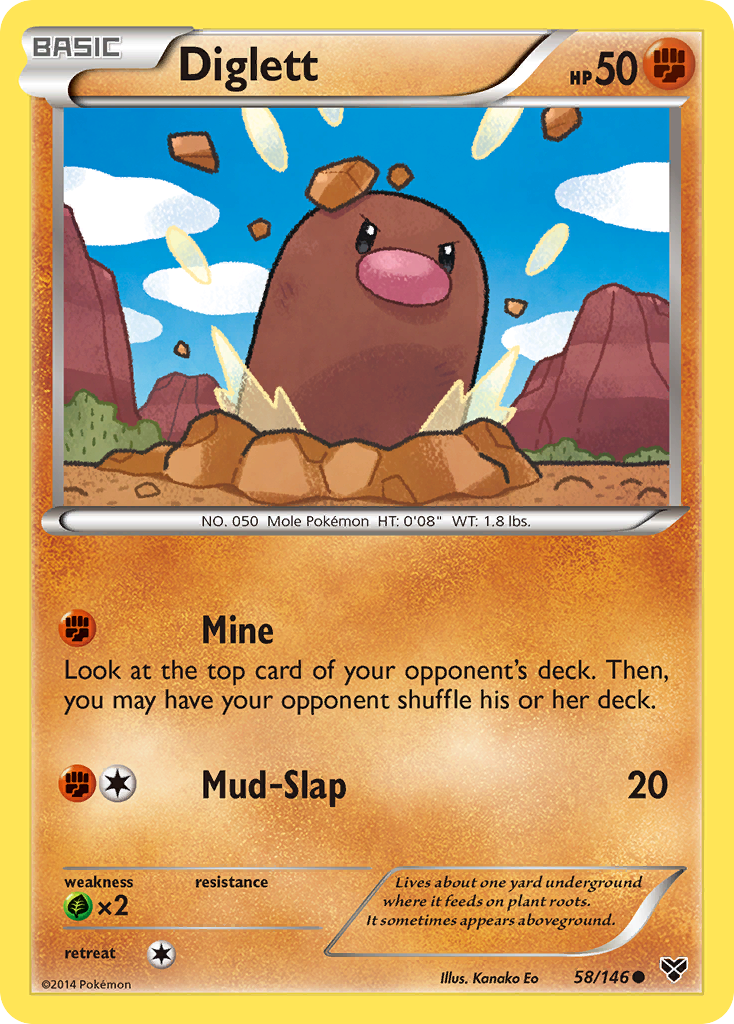 BASIC
Diglett
HP 50
NO. 050 Mole Pokémon HT: 0'08" WT: 1.8 lbs.
Mine
Look at the top card of your opponent's deck. Then,
you may have your opponent shuffle his or her deck.
Mud-Slap 20
weakness resistance
×2
retreat
Lives about one yard underground
where it feeds on plant roots.
It sometimes appears aboveground.
©2014 Pokémon
Illus. Kanako Eo 58/146